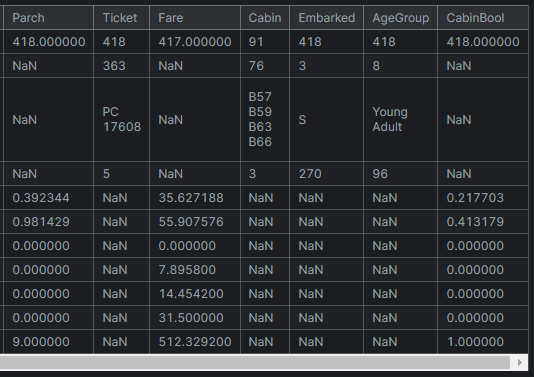 Parch Ticket Fare Cabin Embarked AgeGroup CabinBool
418.000000 418 417.000000 91 418 418 418.000000
NaN 363 NaN 76 3 8 NaN
NaN PC 17608 NaN B57 B59 B63 B66 S Young Adult NaN
NaN 5 NaN 3 270 96 NaN
0.392344 NaN 35.627188 NaN NaN NaN 0.217703
0.981429 NaN 55.907576 NaN NaN NaN 0.413179
0.000000 NaN 0.000000 NaN NaN NaN 0.000000
0.000000 NaN 7.895800 NaN NaN NaN 0.000000
0.000000 NaN 14.454200 NaN NaN NaN 0.000000
0.000000 NaN 31.500000 NaN NaN NaN 0.000000
9.000000 NaN 512.329200 NaN NaN NaN 1.000000